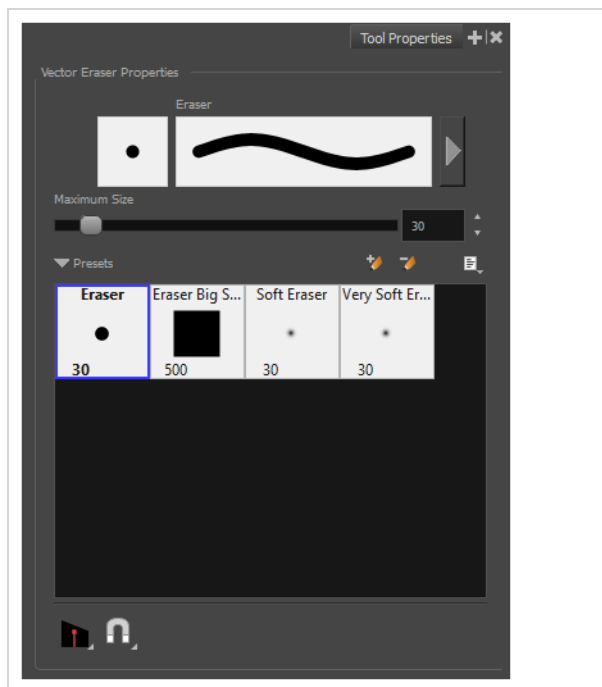 Tool Properties
Vector Eraser Properties
Eraser
Maximum Size
30
Presets
Eraser
Eraser Big S...
Soft Eraser
Very Soft Er...
30
500
30
30